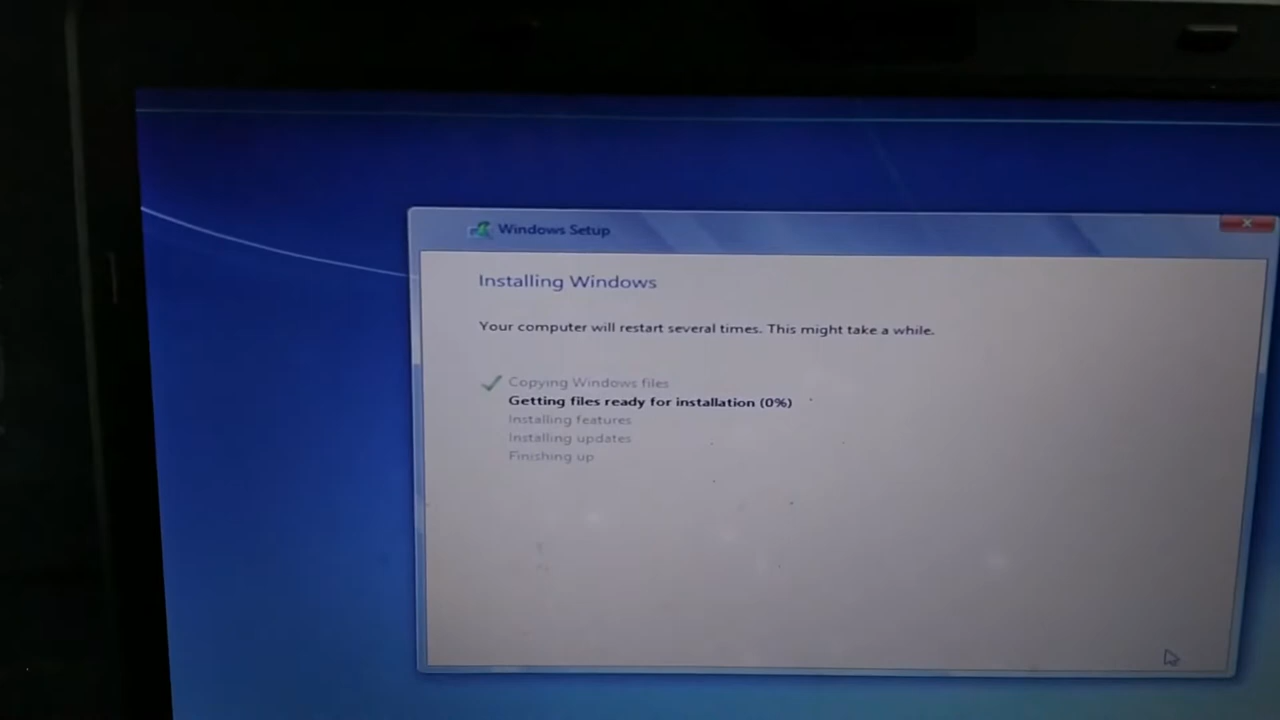 Windows Setup
Installing Windows
Your computer will restart several times. This might take a while.
Copying Windows files
Getting files ready for installation (0%)
Installing features
Installing updates
Finishing up